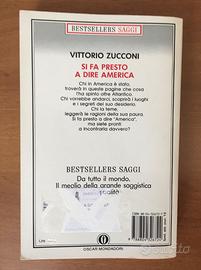 BESTSELLERS SAGGI
VITTORIO ZUCCONI
SI FA PRESTO
A DIRE AMERICA
Chi in America è stato,
troverà in queste pagine che cosa
l'ha spinto oltre Atlantico.
Chi vorrebbe andarci, scoprirà i luoghi
e i segreti del suo desiderio.
Chi la teme,
leggerà le ragioni della sua paura.
Si fa presto a dire "America",
ma siete pronti
a incontrarla davvero?
BESTSELLERS SAGGI
Da tutto il mondo,
Il meglio della grande saggistica
OSCAR MONDADORI